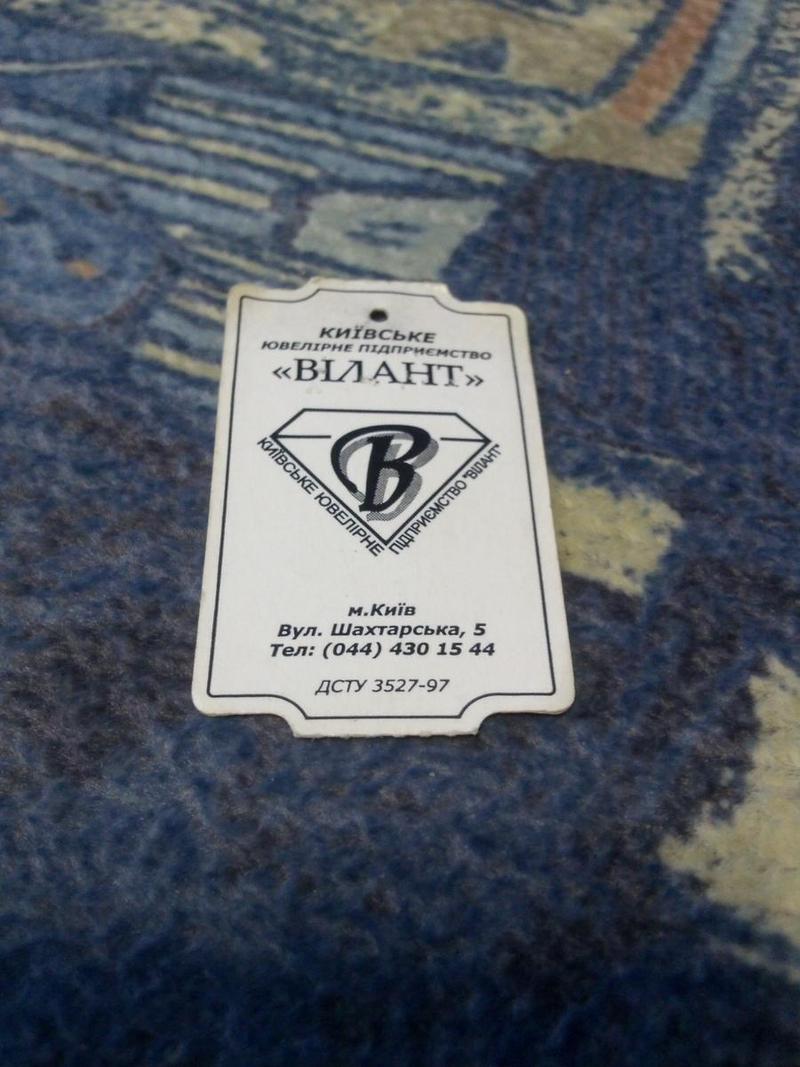 КИЇВСЬКЕ
ЮВЕЛІРНЕ ПІДПРИЄМСТВО
«ВІЛАНТ»
В
КИЇВСЬКЕ ЮВЕЛІРНЕ
ПІДПРИЄМСТВО "ВІЛАНТ"
м.Київ
Вул. Шахтарська, 5
Тел: (044) 430 15 44
ДСТУ 3527-97